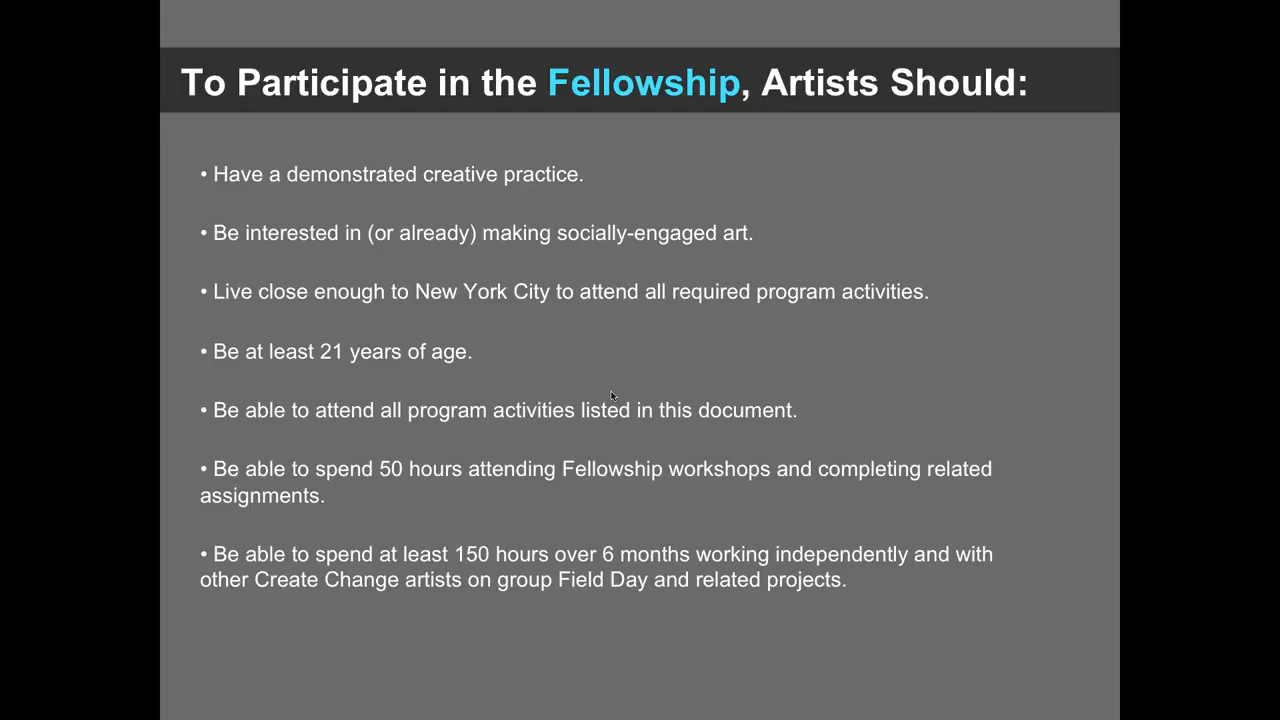 To Participate in the Fellowship, Artists Should:
• Have a demonstrated creative practice.
• Be interested in (or already) making socially-engaged art.
• Live close enough to New York City to attend all required program activities.
• Be at least 21 years of age.
• Be able to attend all program activities listed in this document.
• Be able to spend 50 hours attending Fellowship workshops and completing related
assignments.
• Be able to spend at least 150 hours over 6 months working independently and with
other Create Change artists on group Field Day and related projects.